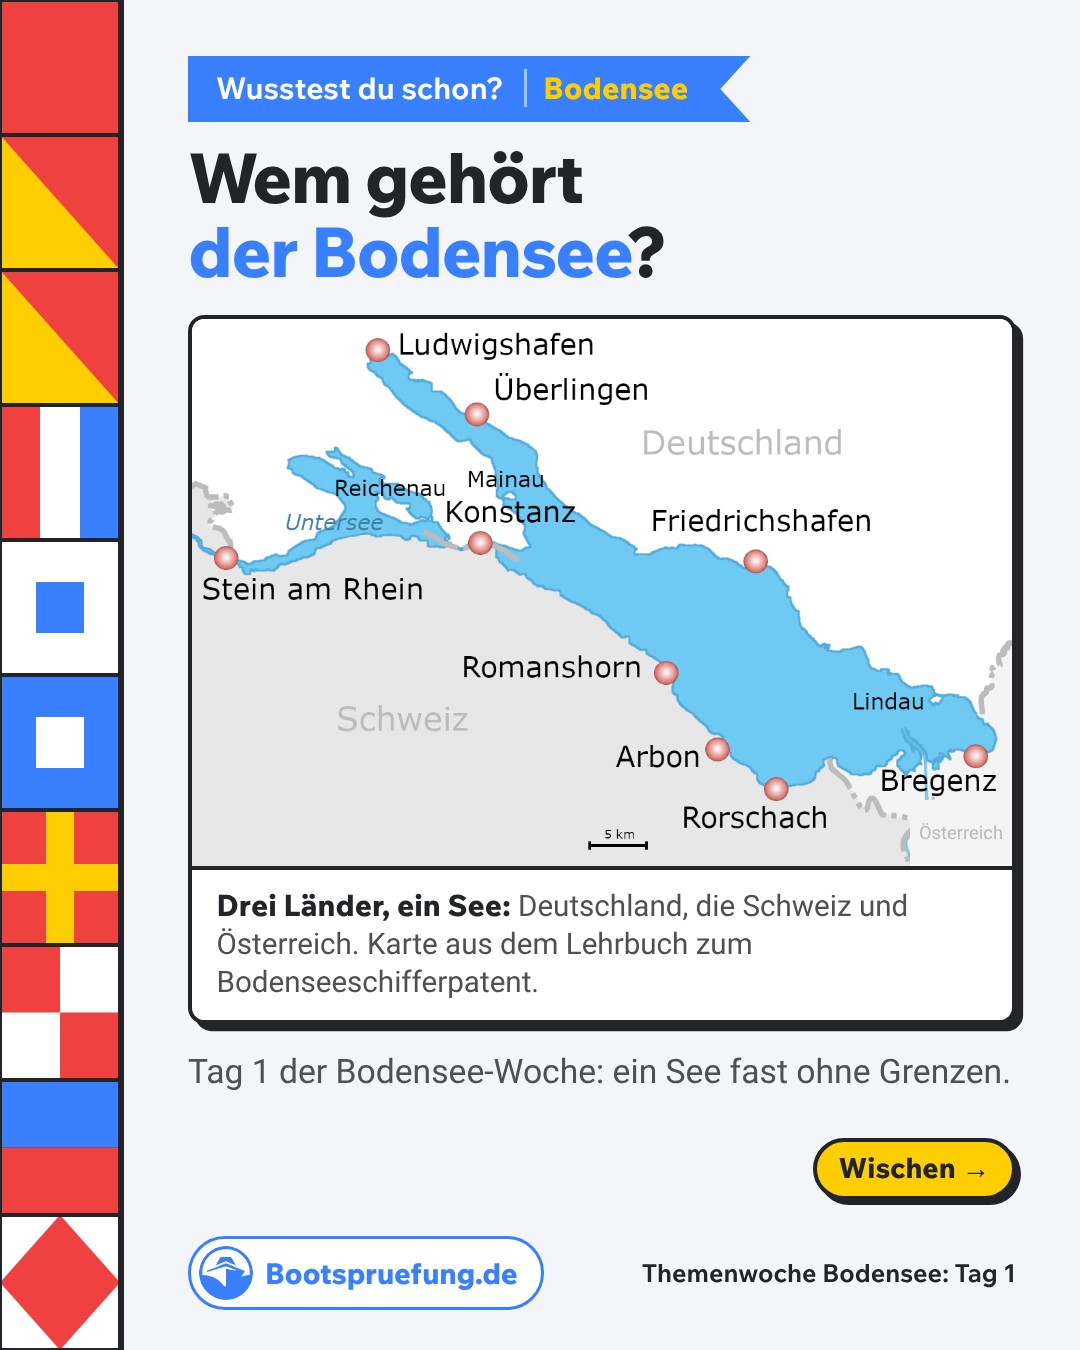 Wusstest du schon? Bodensee
Wem gehört
der Bodensee?
Ludwigshafen
Überlingen
Deutschland
Mainau
Reichenau
Konstanz
Untersee
Friedrichshafen
Stein am Rhein
Romanshorn
Lindau
Schweiz
Arbon
Bregenz
Rorschach
Österreich
5 km
Drei Länder, ein See: Deutschland, die Schweiz und
Österreich. Karte aus dem Lehrbuch zum
Bodenseeschifferpatent.
Tag 1 der Bodensee-Woche: ein See fast ohne Grenzen.
Wischen →
Bootspruefung.de
Themenwoche Bodensee: Tag 1